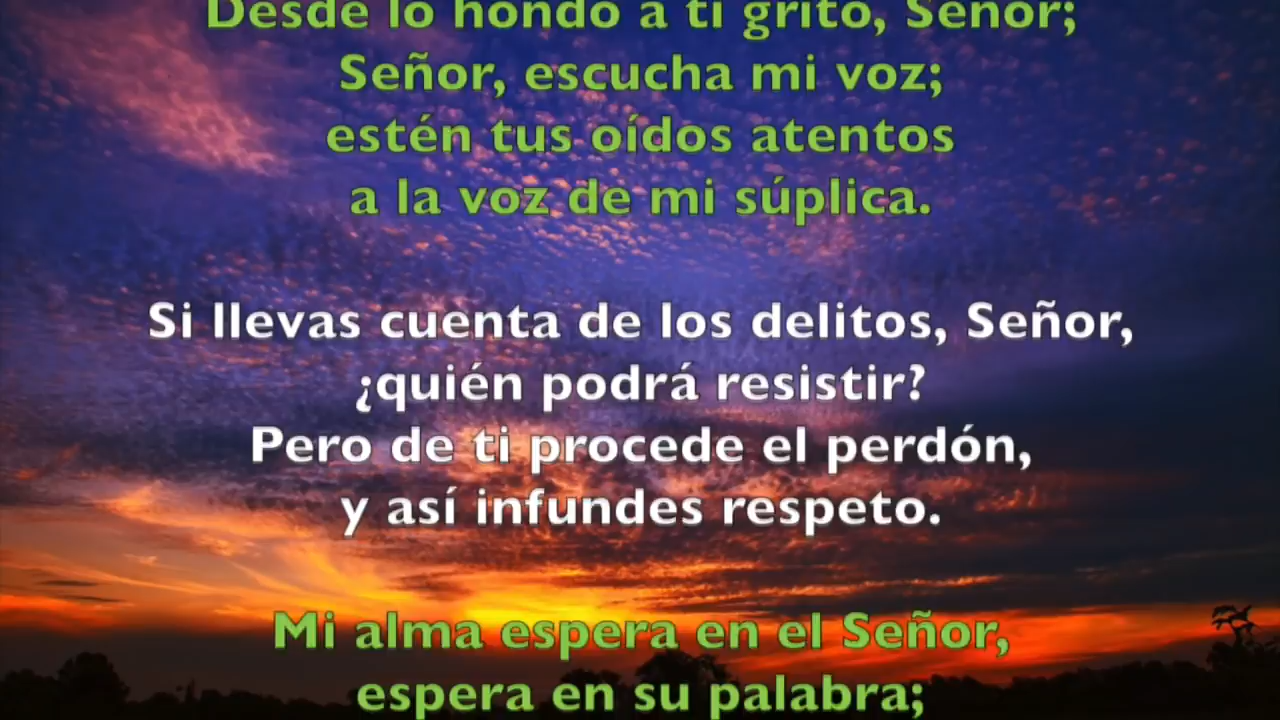 Desde lo hondo a ti grito, Señor;
Señor, escucha mi voz;
estén tus oídos atentos
a la voz de mi súplica.
Si llevas cuenta de los delitos, Señor,
¿quién podrá resistir?
Pero de ti procede el perdón,
y así infundes respeto.
Mi alma espera en el Señor,
espera en su palabra;